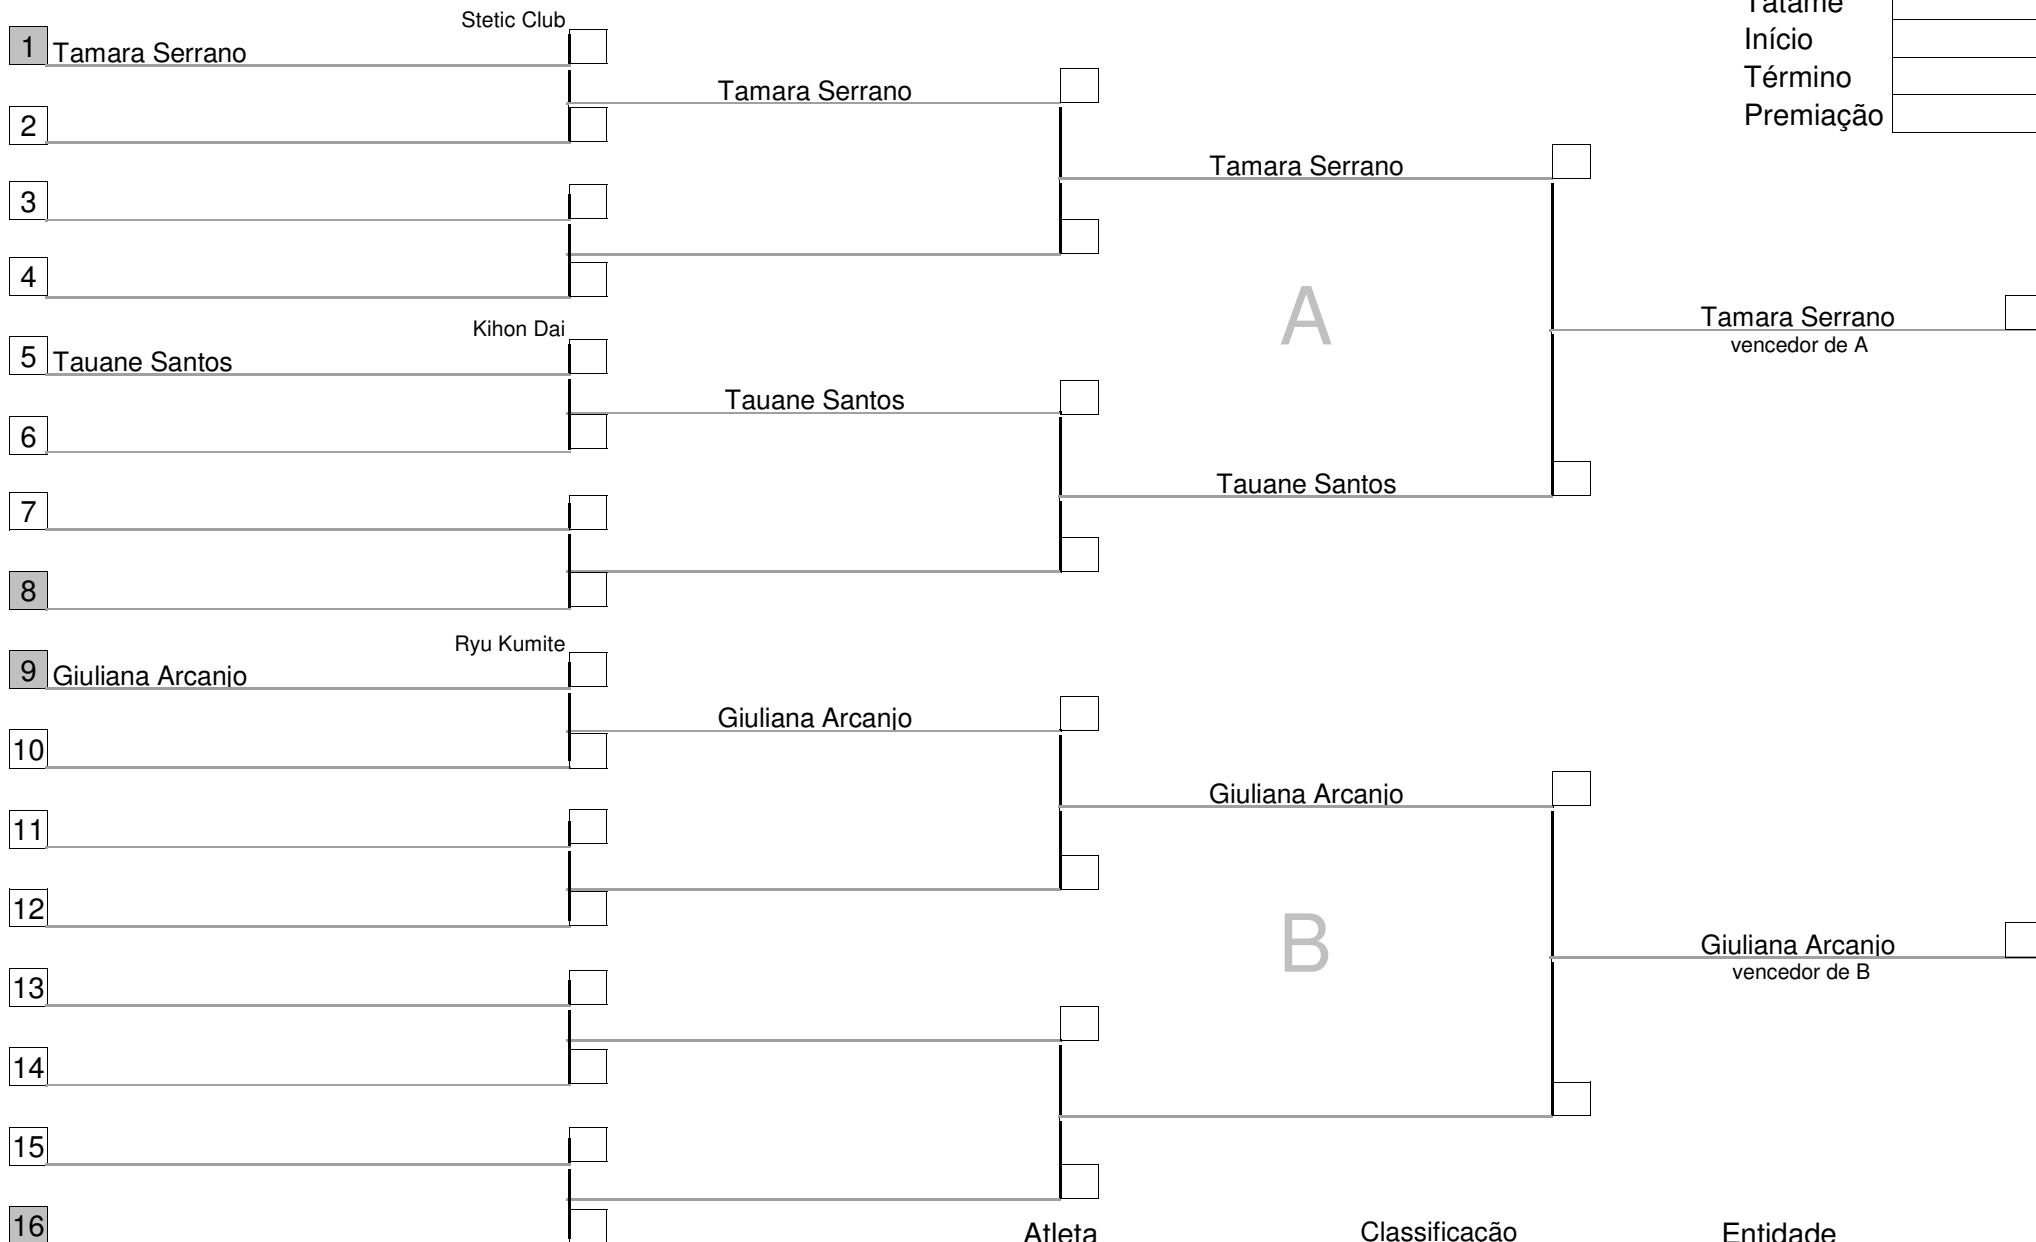 Stetic Club
1 Tamara Serrano
2
3
4
Kihon Dai
5 Tauane Santos
6
7
8
Ryu Kumite
9 Giuliana Arcanjo
10
11
12
13
14
15
16
Tamara Serrano
Tauane Santos
Giuliana Arcanjo
Tamara Serrano
A
Tauane Santos
Giuliana Arcanjo
B
Tatame
Início
Término
Premiação
Tamara Serrano
vencedor de A
Giuliana Arcanjo
vencedor de B
Atleta Classificação Entidade